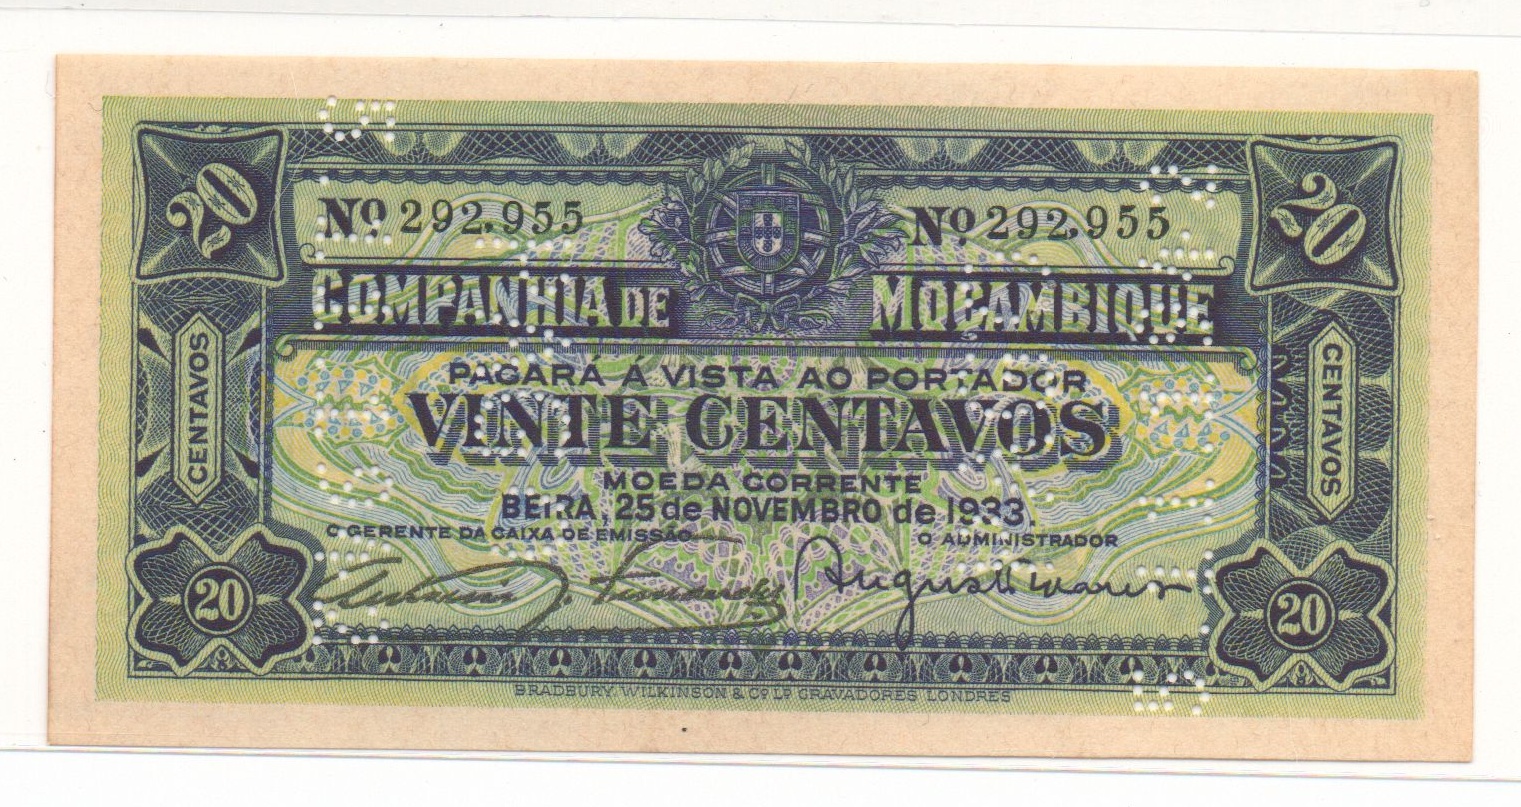 20 20
Nº 292,955 Nº 292,955
COMPANHIA DE MOÇAMBIQUE
CENTAVOS CENTAVOS
PAGARÁ Á VISTA AO PORTADOR
VINTE CENTAVOS
MOEDA CORRENTE
BEIRA, 25 de NOVEMBRO de 1933.
O GERENTE DA CAIXA DE EMISSÃO O ADMINISTRADOR
20 20
BRADBURY, WILKINSON & Cº Lº GRAVADORES LONDRES